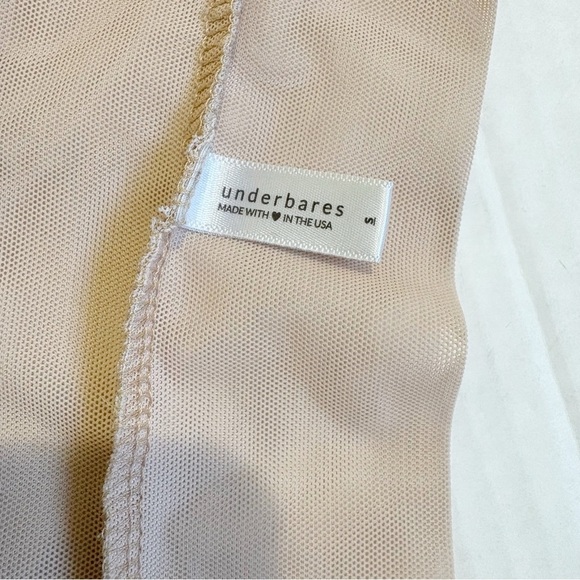 underbares
MADE WITH ♥ IN THE USA
S